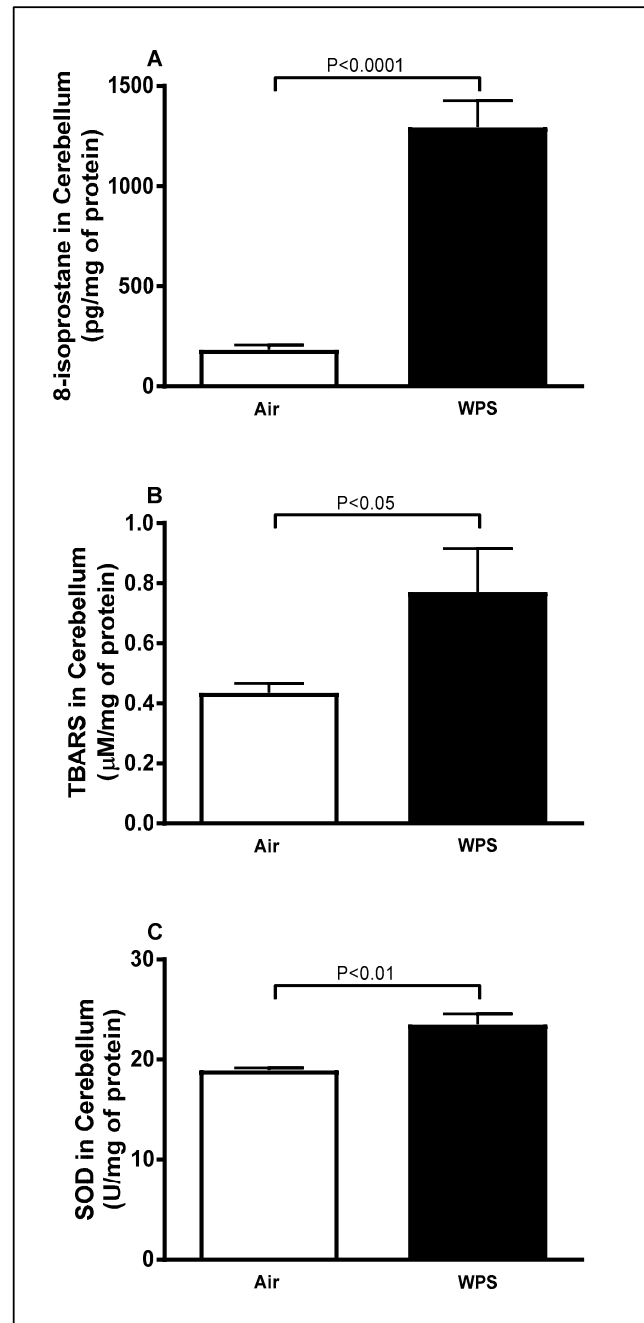 A
P<0.0001
8-isoprostane in Cerebellum
(pg/mg of protein)
1500
1000
500
0
Air WPS
B
P<0.05
TBARS in Cerebellum
(μM/mg of protein)
1.0
0.8
0.6
0.4
0.2
0.0
Air WPS
C
P<0.01
SOD in Cerebellum
(U/mg of protein)
30
20
10
0
Air WPS